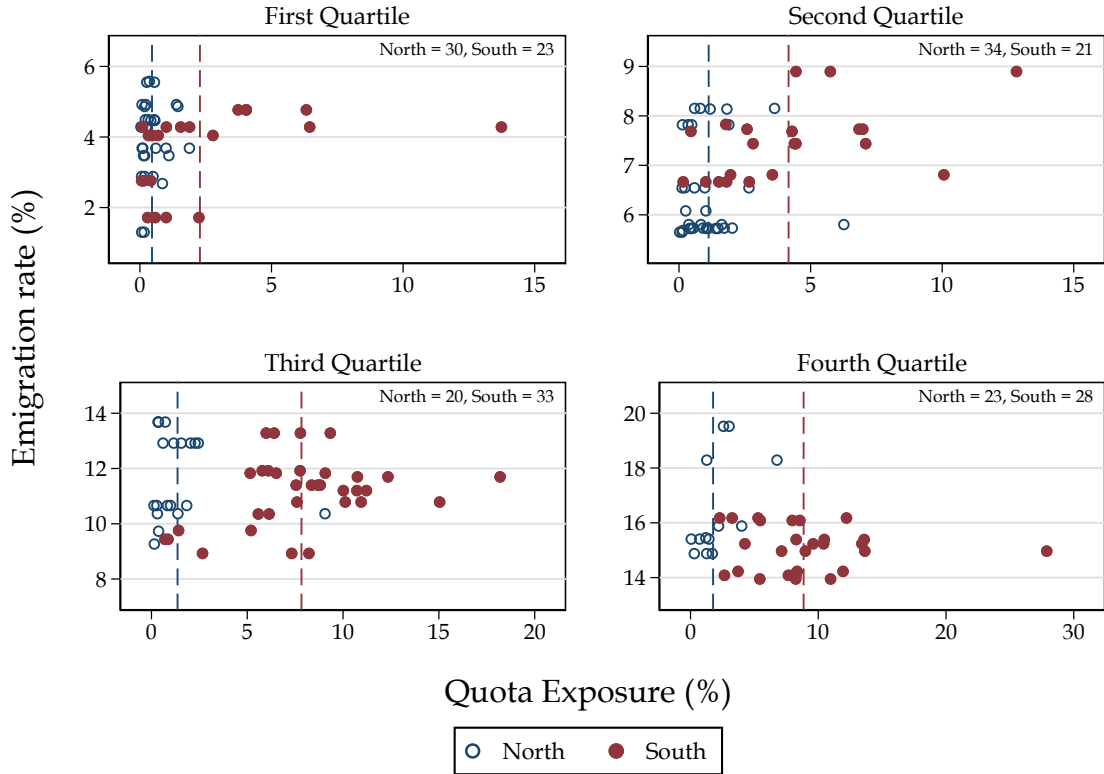 First Quartile
North = 30, South = 23
6
4
2
0
5
10
15
Second Quartile
North = 34, South = 21
9
8
7
6
0
5
10
15
Third Quartile
North = 20, South = 33
14
12
10
8
0
5
10
15
20
Fourth Quartile
North = 23, South = 28
20
18
16
14
0
10
20
30
Emigration rate (%)
Quota Exposure (%)
North
South